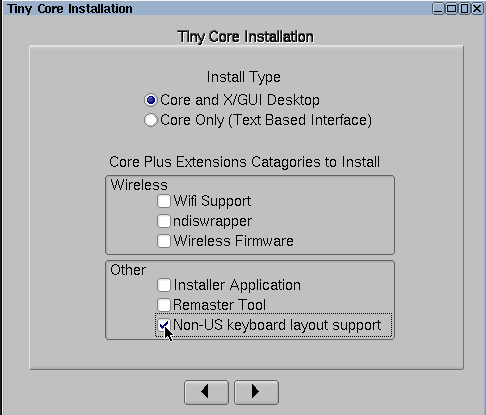 Tiny Core Installation
Tiny Core Installation
Install Type
Core and X/GUI Desktop
Core Only (Text Based Interface)
Core Plus Extensions Catagories to Install
Wireless
Wifi Support
ndiswrapper
Wireless Firmware
Other
Installer Application
Remaster Tool
Non-US keyboard layout support